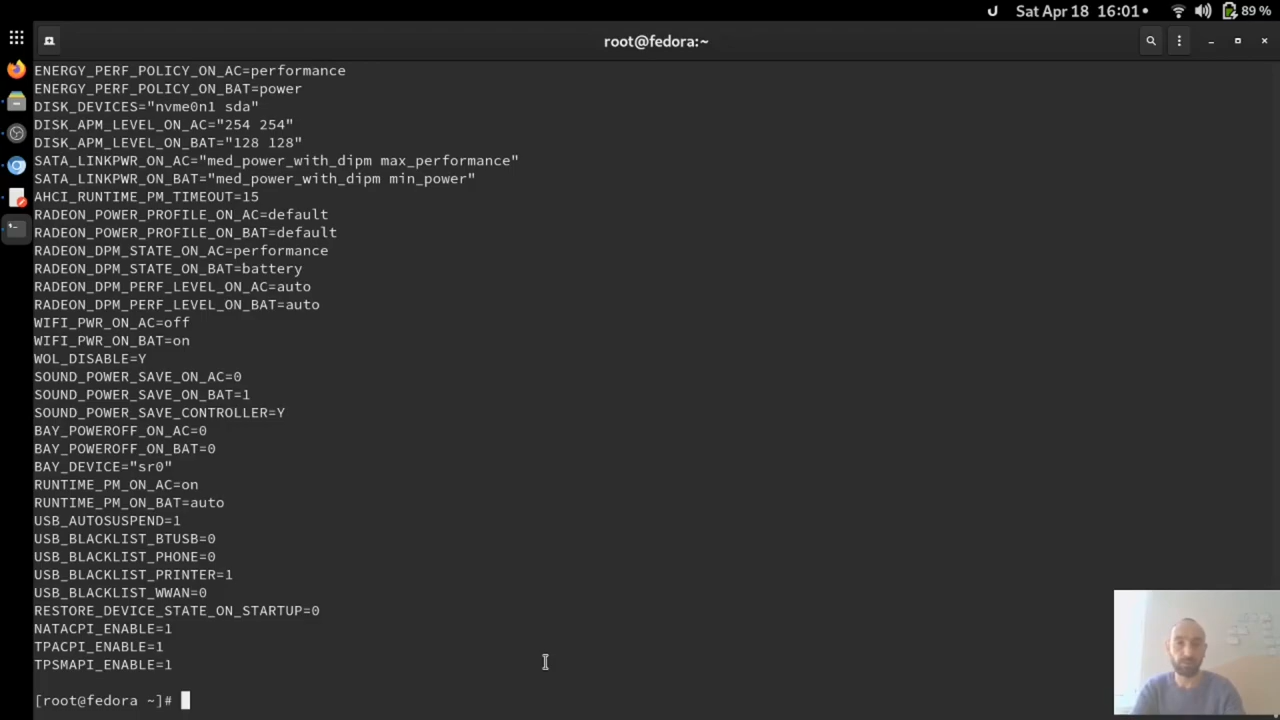 Sat Apr 18 16:01
89 %
root@fedora:~
ENERGY_PERF_POLICY_ON_AC=performance
ENERGY_PERF_POLICY_ON_BAT=power
DISK_DEVICES="nvme0n1 sda"
DISK_APM_LEVEL_ON_AC="254 254"
DISK_APM_LEVEL_ON_BAT="128 128"
SATA_LINKPWR_ON_AC="med_power_with_dipm max_performance"
SATA_LINKPWR_ON_BAT="med_power_with_dipm min_power"
AHCI_RUNTIME_PM_TIMEOUT=15
RADEON_POWER_PROFILE_ON_AC=default
RADEON_POWER_PROFILE_ON_BAT=default
RADEON_DPM_STATE_ON_AC=performance
RADEON_DPM_STATE_ON_BAT=battery
RADEON_DPM_PERF_LEVEL_ON_AC=auto
RADEON_DPM_PERF_LEVEL_ON_BAT=auto
WIFI_PWR_ON_AC=off
WIFI_PWR_ON_BAT=on
WOL_DISABLE=Y
SOUND_POWER_SAVE_ON_AC=0
SOUND_POWER_SAVE_ON_BAT=1
SOUND_POWER_SAVE_CONTROLLER=Y
BAY_POWEROFF_ON_AC=0
BAY_POWEROFF_ON_BAT=0
BAY_DEVICE="sr0"
RUNTIME_PM_ON_AC=on
RUNTIME_PM_ON_BAT=auto
USB_AUTOSUSPEND=1
USB_BLACKLIST_BTUSB=0
USB_BLACKLIST_PHONE=0
USB_BLACKLIST_PRINTER=1
USB_BLACKLIST_WWAN=0
RESTORE_DEVICE_STATE_ON_STARTUP=0
NATACPI_ENABLE=1
TPACPI_ENABLE=1
TPSMAPI_ENABLE=1
[root@fedora ~]#